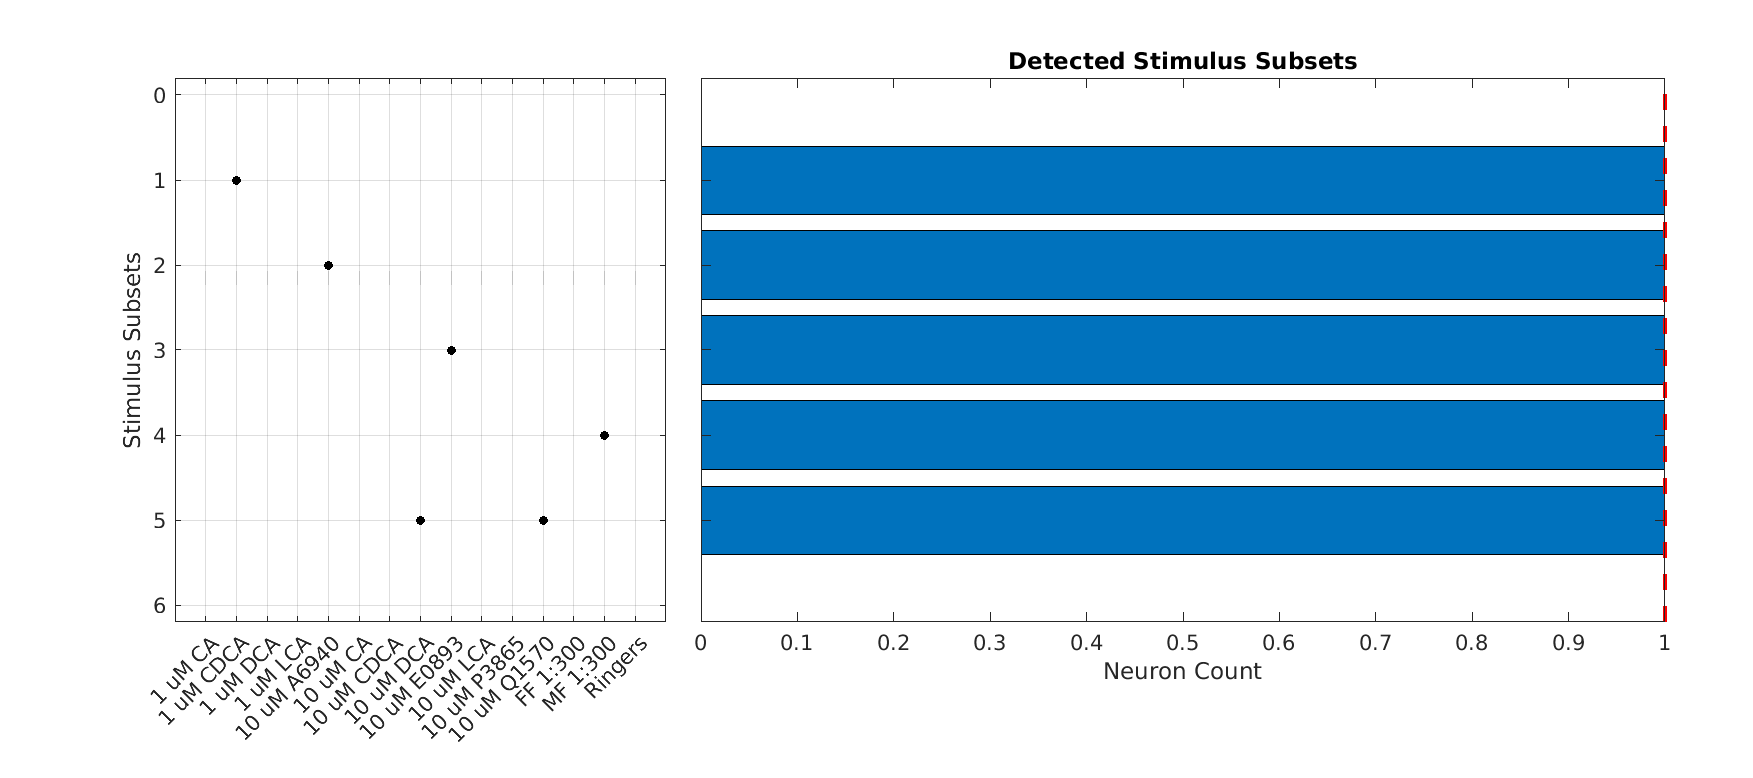 Detected Stimulus Subsets
Stimulus Subsets
0
1
2
3
4
5
6
1 uM CA
1 uM CDCA
1 uM DCA
1 uM LCA
10 uM A6940
10 uM CA
10 uM CDCA
10 uM DCA
10 uM E0893
10 uM LCA
10 uM P3865
10 uM Q1570
FF 1:300
MF 1:300
Ringers
0 0.1 0.2 0.3 0.4 0.5 0.6 0.7 0.8 0.9 1
Neuron Count